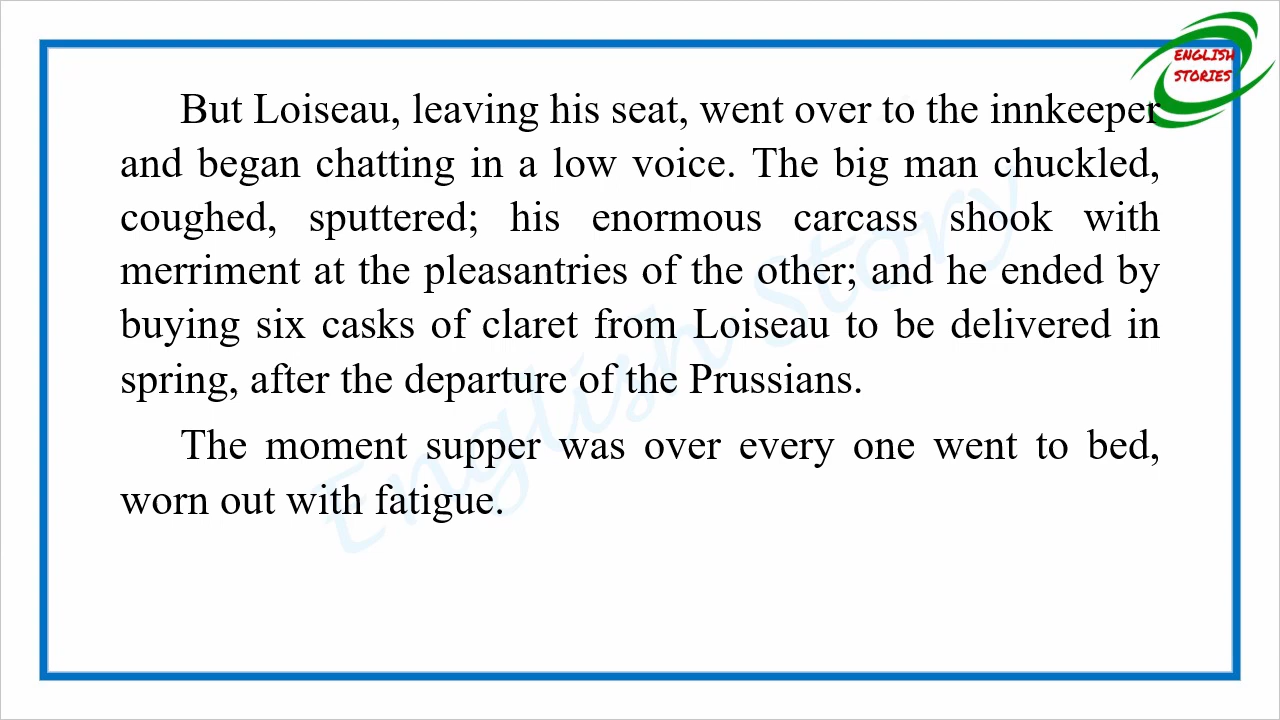 ENGLISH
STORIES
But Loiseau, leaving his seat, went over to the innkeeper
and began chatting in a low voice. The big man chuckled,
coughed, sputtered; his enormous carcass shook with
merriment at the pleasantries of the other; and he ended by
buying six casks of claret from Loiseau to be delivered in
spring, after the departure of the Prussians.
The moment supper was over every one went to bed,
worn out with fatigue.
English Story